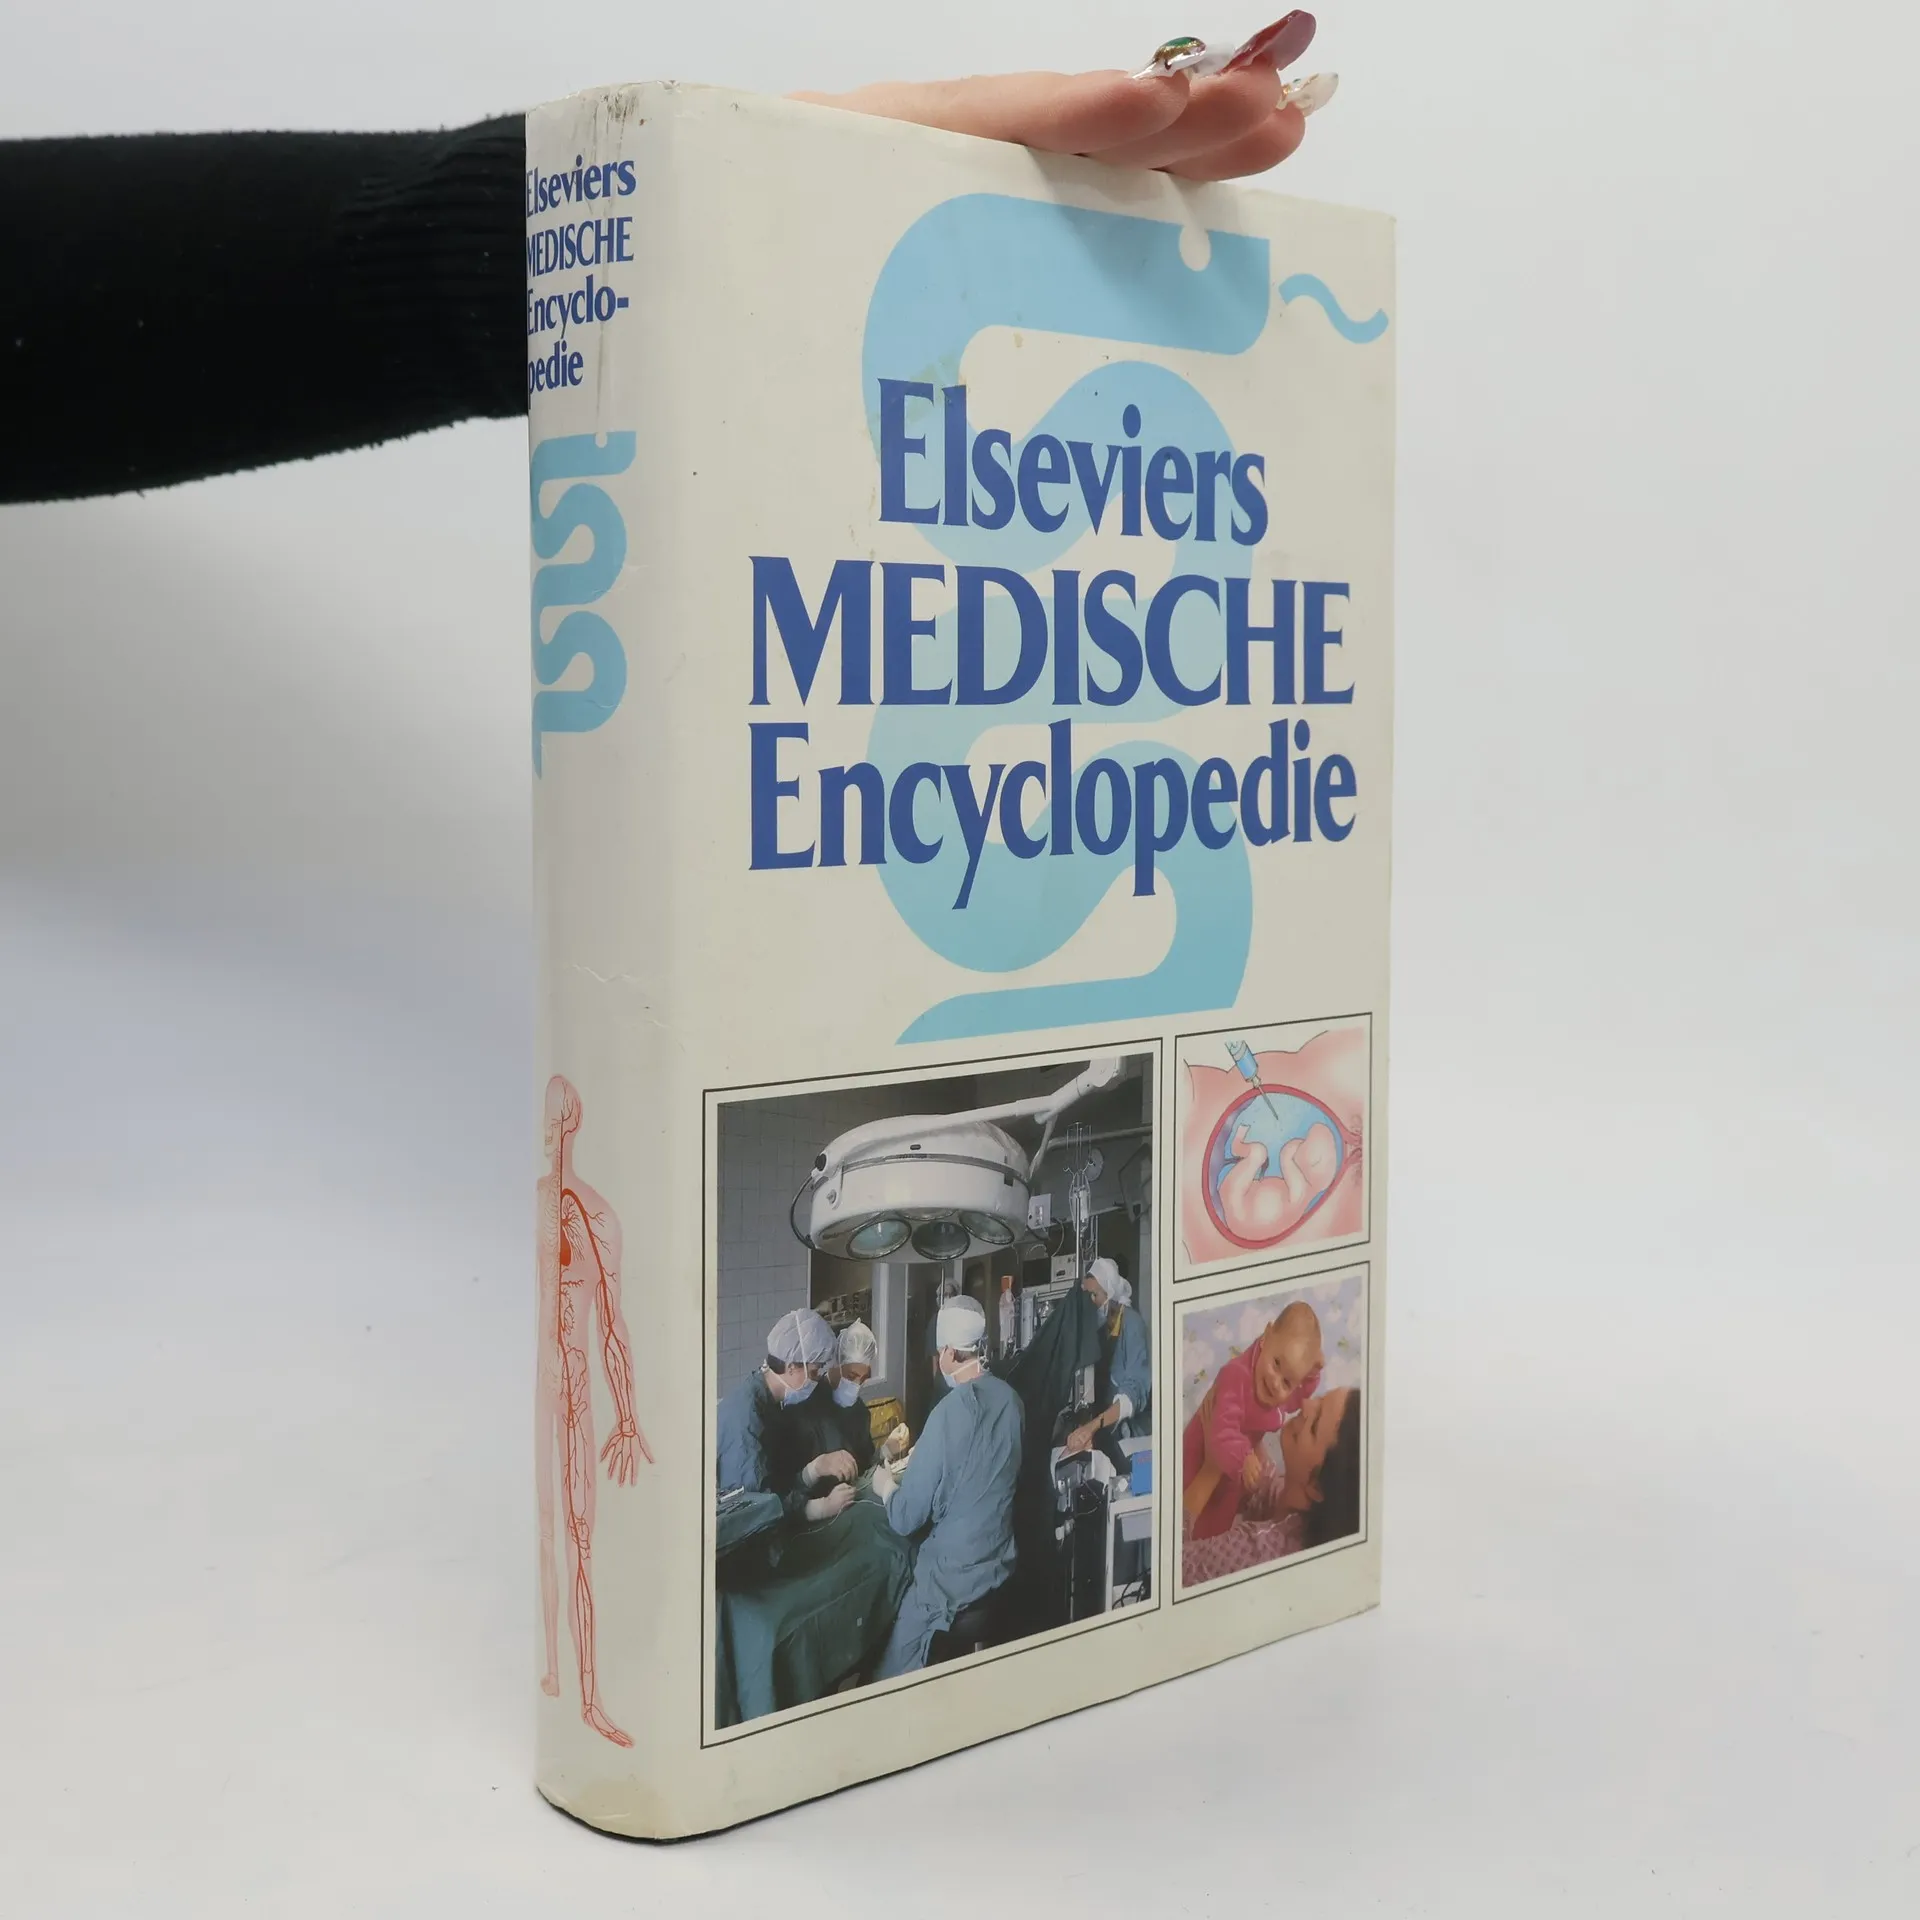 Elseviers
MEDISCHE
Encyclo-
pedie
Elseviers
MEDISCHE
Encyclopedie